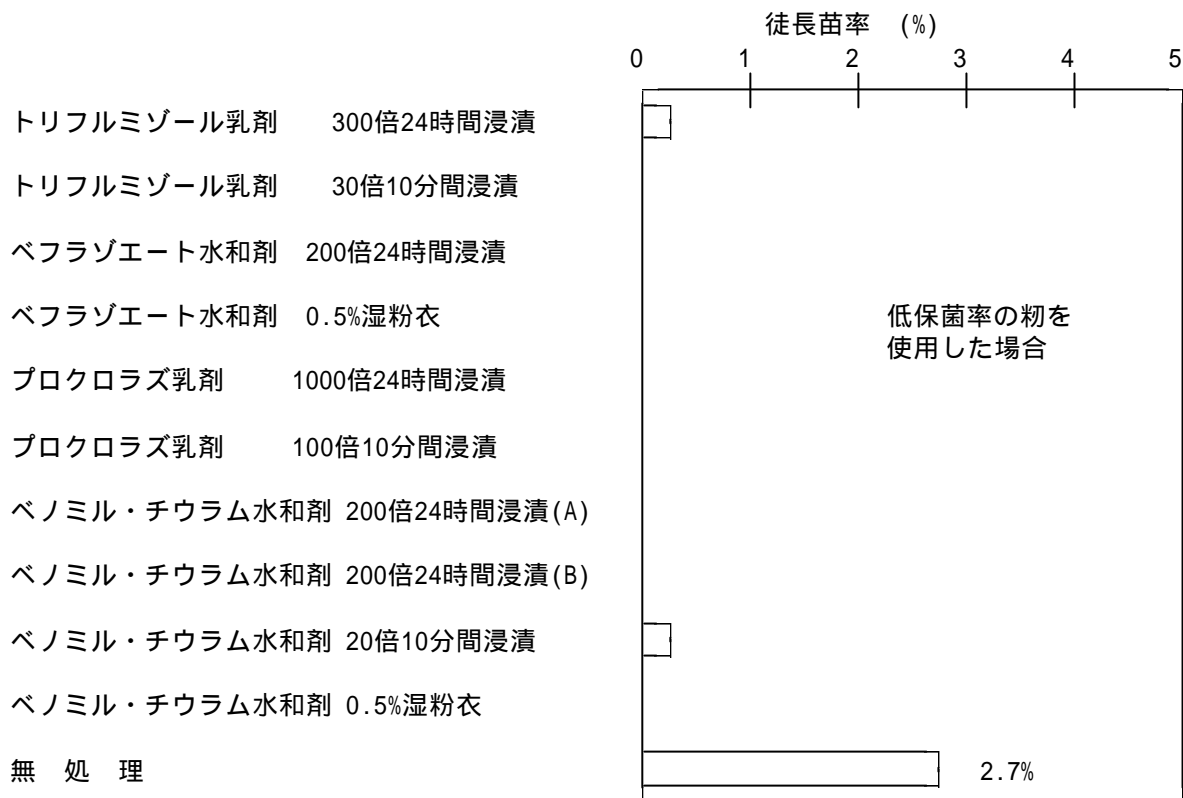 徒長苗率 (%)
0 1 2 3 4 5
トリフルミゾール乳剤 300倍24時間浸漬
トリフルミゾール乳剤 30倍10分間浸漬
ベフラゾエート水和剤 200倍24時間浸漬
ベフラゾエート水和剤 0.5%湿粉衣
低保菌率の籾を
使用した場合
プロクロラズ乳剤 1000倍24時間浸漬
プロクロラズ乳剤 100倍10分間浸漬
ベノミル・チウラム水和剤 200倍24時間浸漬(A)
ベノミル・チウラム水和剤 200倍24時間浸漬(B)
ベノミル・チウラム水和剤 20倍10分間浸漬
ベノミル・チウラム水和剤 0.5%湿粉衣
無 処 理 2.7%